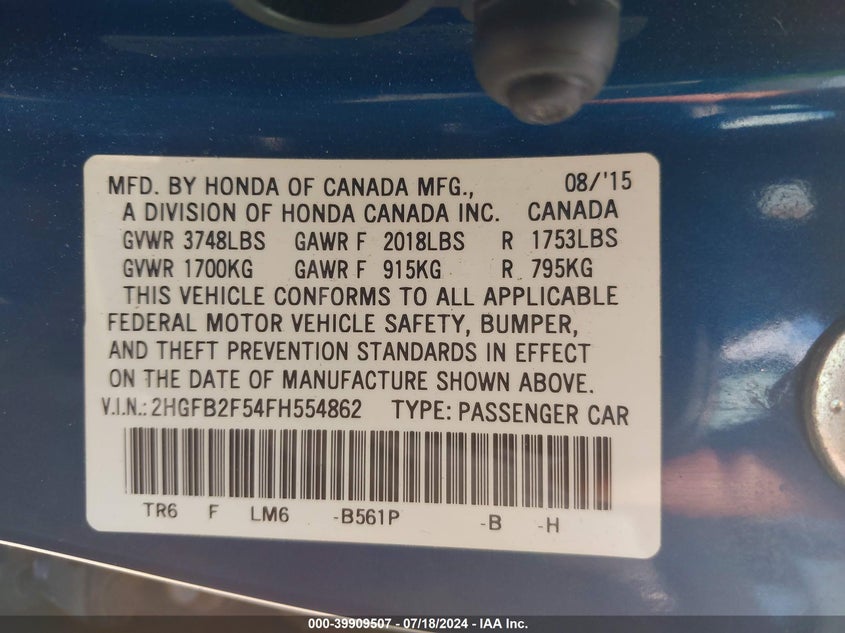 MFD. BY HONDA OF CANADA MFG., 08/'15
A DIVISION OF HONDA CANADA INC. CANADA
GVWR 3748LBS GAWR F 2018LBS R 1753LBS
GVWR 1700KG GAWR F 915KG R 795KG
THIS VEHICLE CONFORMS TO ALL APPLICABLE
FEDERAL MOTOR VEHICLE SAFETY, BUMPER,
AND THEFT PREVENTION STANDARDS IN EFFECT
ON THE DATE OF MANUFACTURE SHOWN ABOVE.
V.I.N.: 2HGFB2F54FH554862 TYPE: PASSENGER CAR
TR6 F LM6 -B561P -B -H
000-39909507 - 07/18/2024 - IAA Inc.